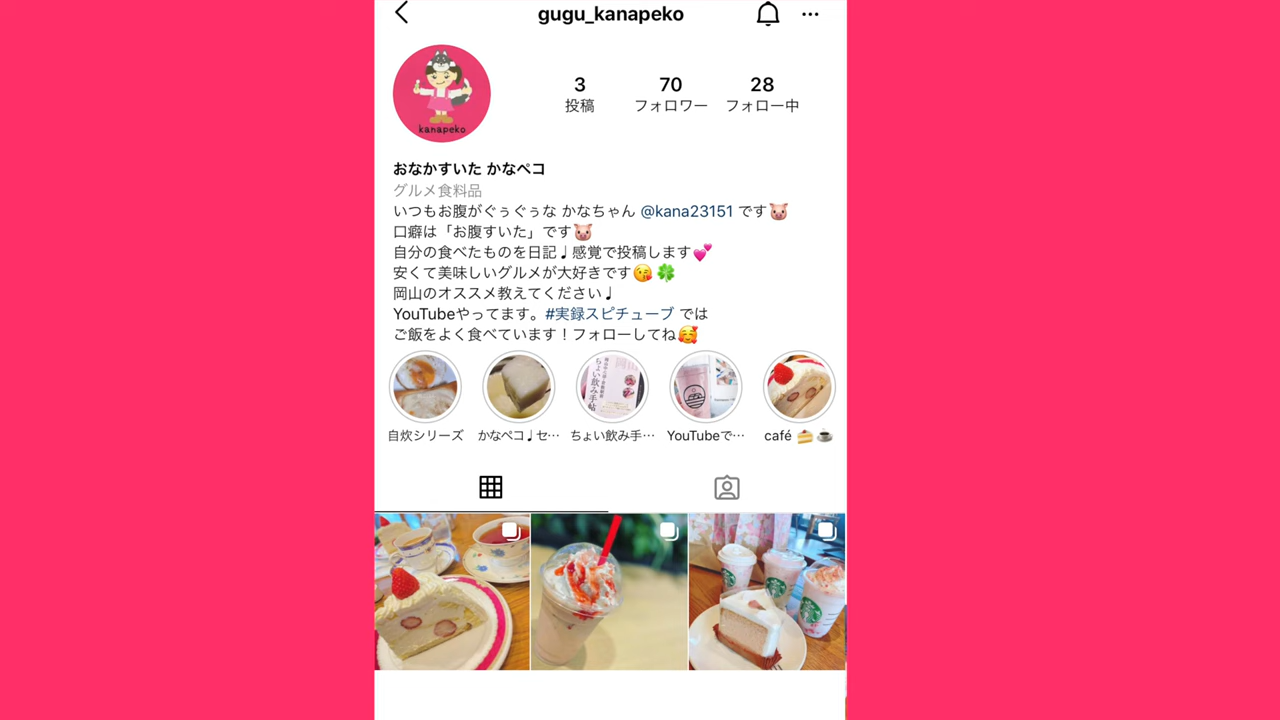 gugu_kanapeko
kanapeko
3
投稿
70
フォロワー
28
フォロー中
おなかすいた かなペコ
グルメ食料品
いつもお腹がぐぅぐぅな かなちゃん @kana23151 です🐷
口癖は「お腹すいた」です🐷
自分の食べたものを日記♩感覚で投稿します💕
安くて美味しいグルメが大好きです😘🍀
岡山のオススメ教えてください♩
YouTubeやってます。#実録スピチューブ では
ご飯をよく食べています！フォローしてね🥰
岡山
ちょい飲み手帖
自炊シリーズ
かなペコ♩セ…
ちょい飲み手…
YouTubeで…
café 🍰☕